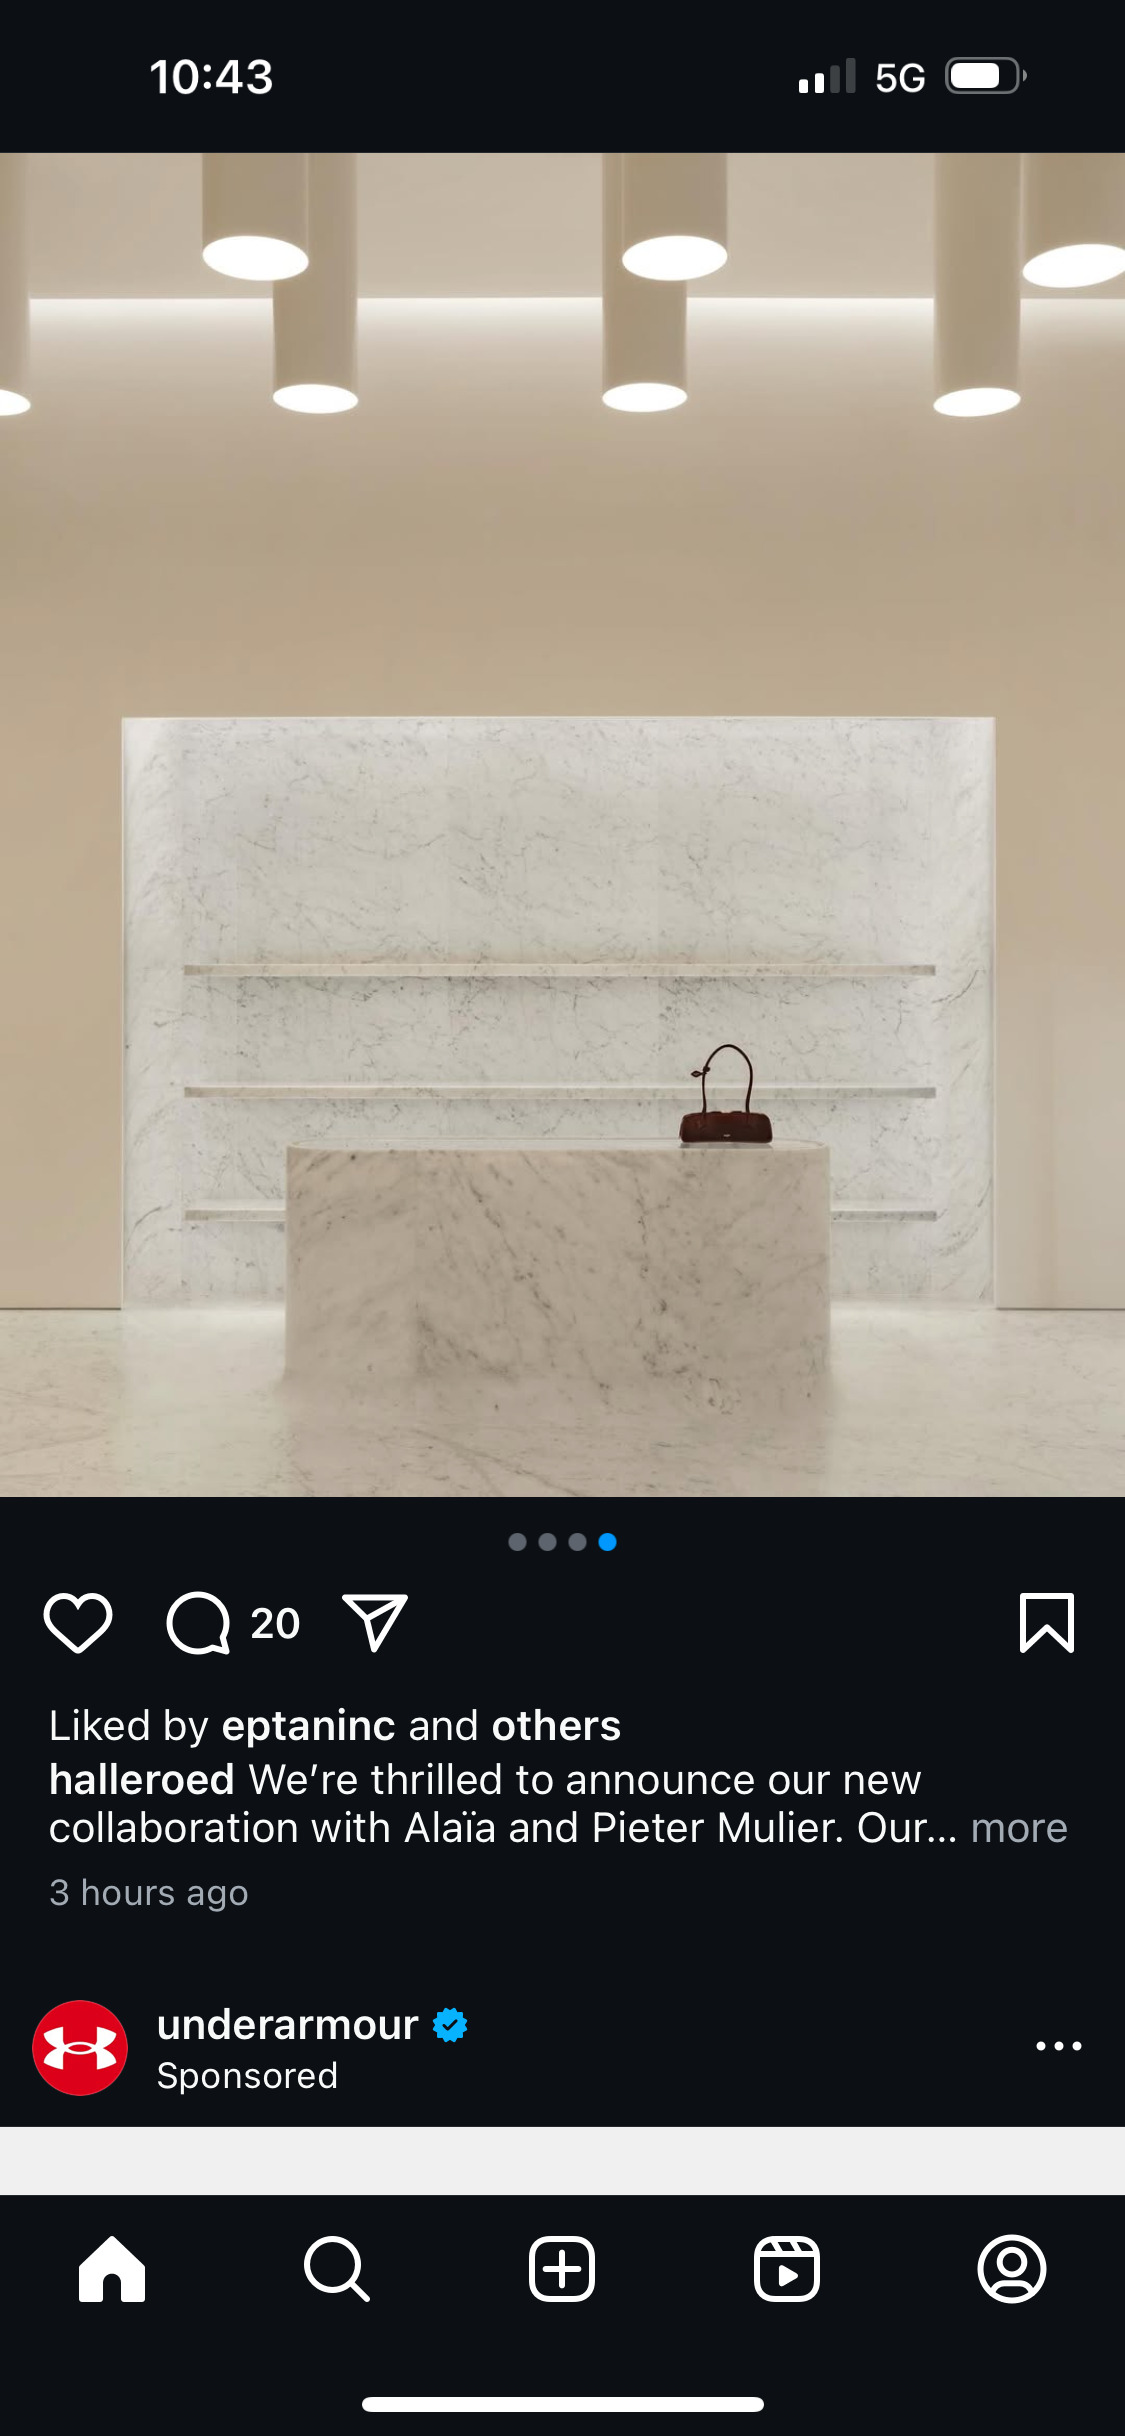 10:43
5G
20
Liked by eptaninc and others
halleroed We’re thrilled to announce our new
collaboration with Alaïa and Pieter Mulier. Our... more
3 hours ago
underarmour
Sponsored